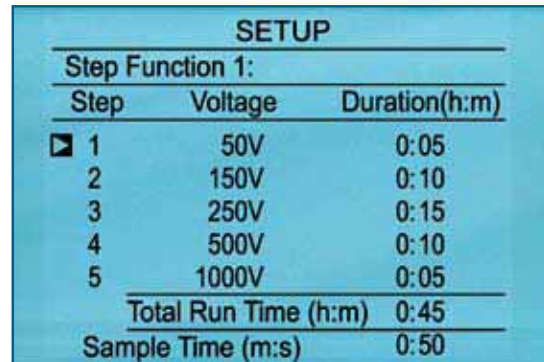 SETUP
Step Function 1:
Step Voltage Duration(h:m)
1 50V 0:05
2 150V 0:10
3 250V 0:15
4 500V 0:10
5 1000V 0:05
Total Run Time (h:m) 0:45
Sample Time (m:s) 0:50